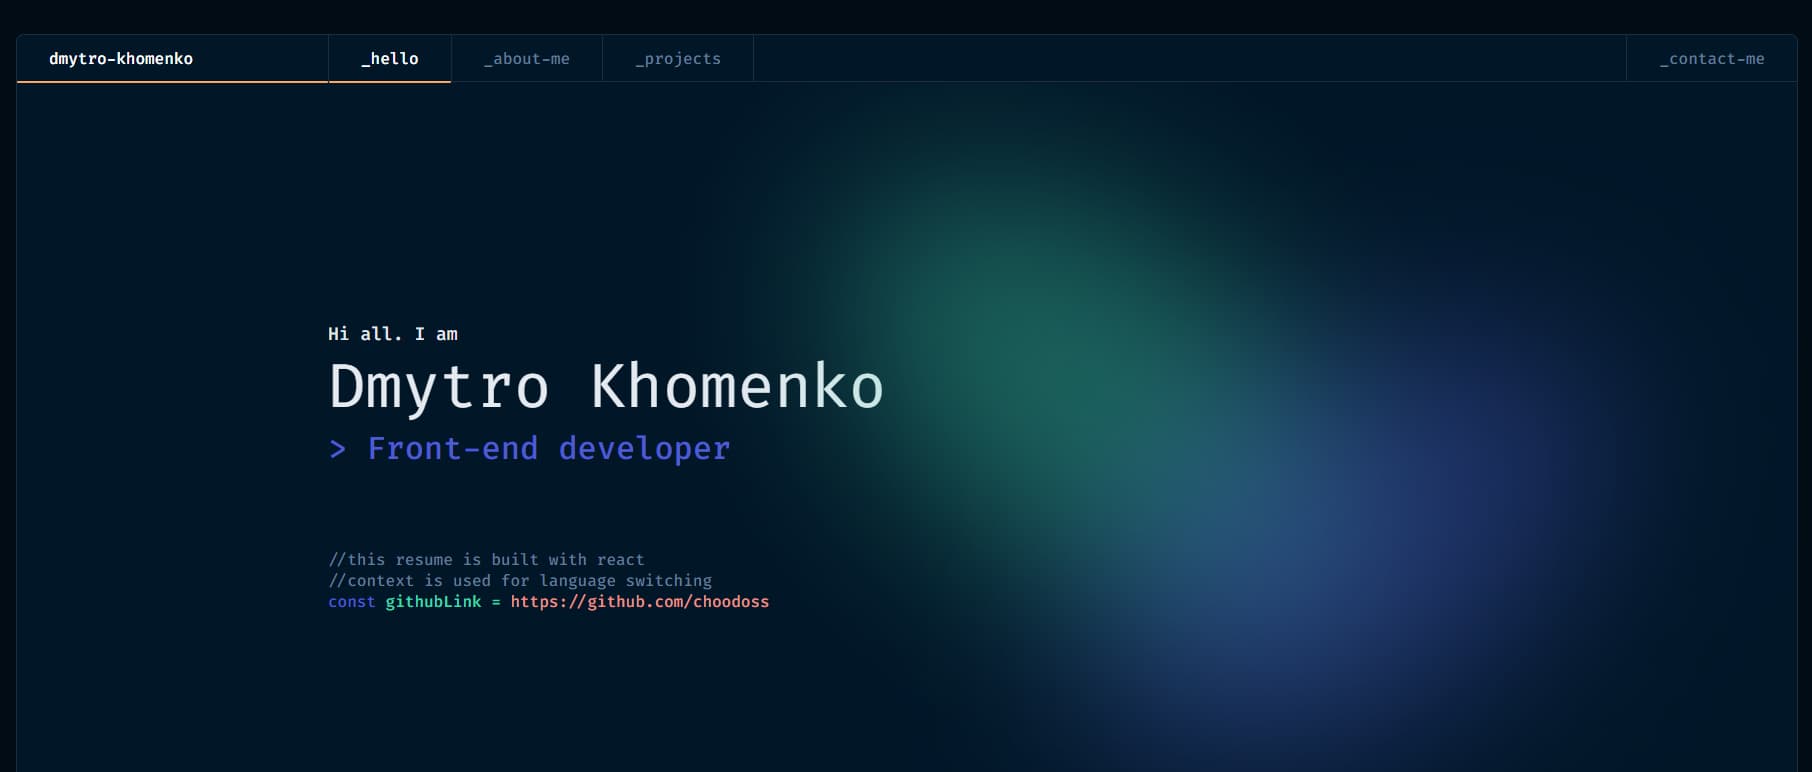 dmytro-khomenko _hello _about-me _projects _contact-me
Hi all. I am
Dmytro Khomenko
> Front-end developer
//this resume is built with react
//context is used for language switching
const githubLink = https://github.com/choodoss